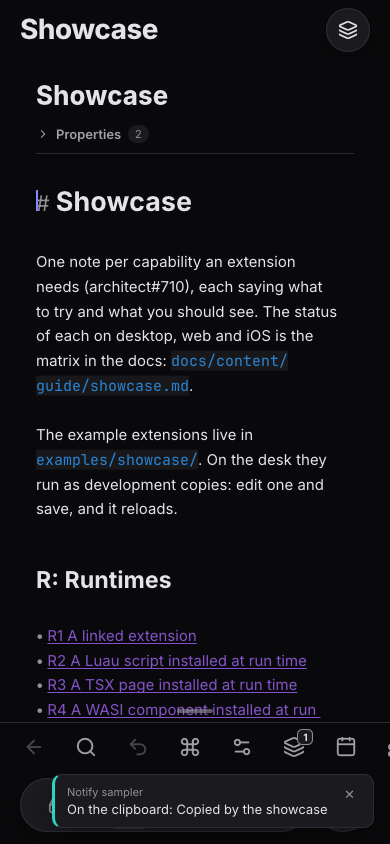 Showcase
Showcase
Properties 2
# Showcase
One note per capability an extension
needs (architect#710), each saying what
to try and what you should see. The status
of each on desktop, web and iOS is the
matrix in the docs: docs/content/
guide/showcase.md.
The example extensions live in
examples/showcase/. On the desk they
run as development copies: edit one and
save, and it reloads.
R: Runtimes
• R1 A linked extension
• R2 A Luau script installed at run time
• R3 A TSX page installed at run time
• R4 A WASI component installed at run
1
Notify sampler
On the clipboard: Copied by the showcase